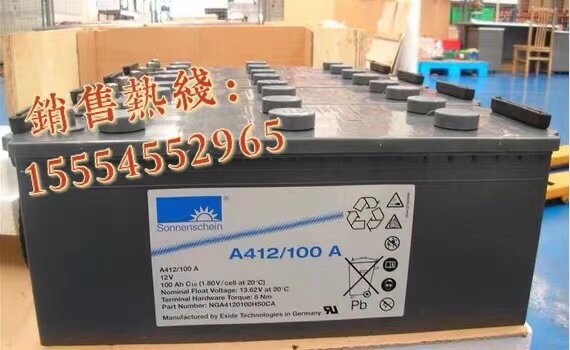 銷售熱綫:
15554552965
Sonnenschein
A412/100 A
A412/100 A
12V
100 Ah C10 (1.80V/cell at 20°C)
Nominal Float Voltage: 13.62V at 20°C
Terminal Hardware Torque: 8 Nm
Part Number: NGA4120100HS0CA
Manufactured by Exide Technologies in Germany
Pb